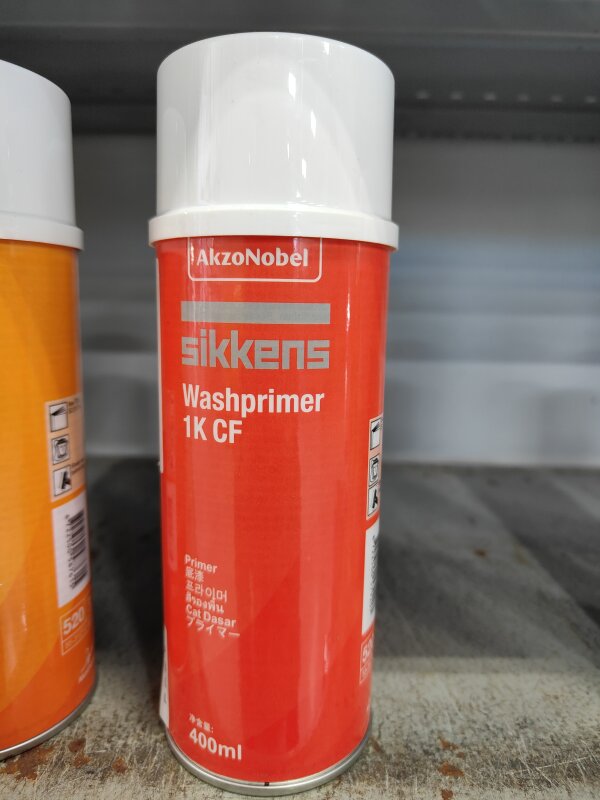 AkzoNobel
sikkens
Washprimer
1K CF
Primer
底漆
프라이머
สีรองพื้น
Cat Dasar
プライマー
净含量:
400ml
520